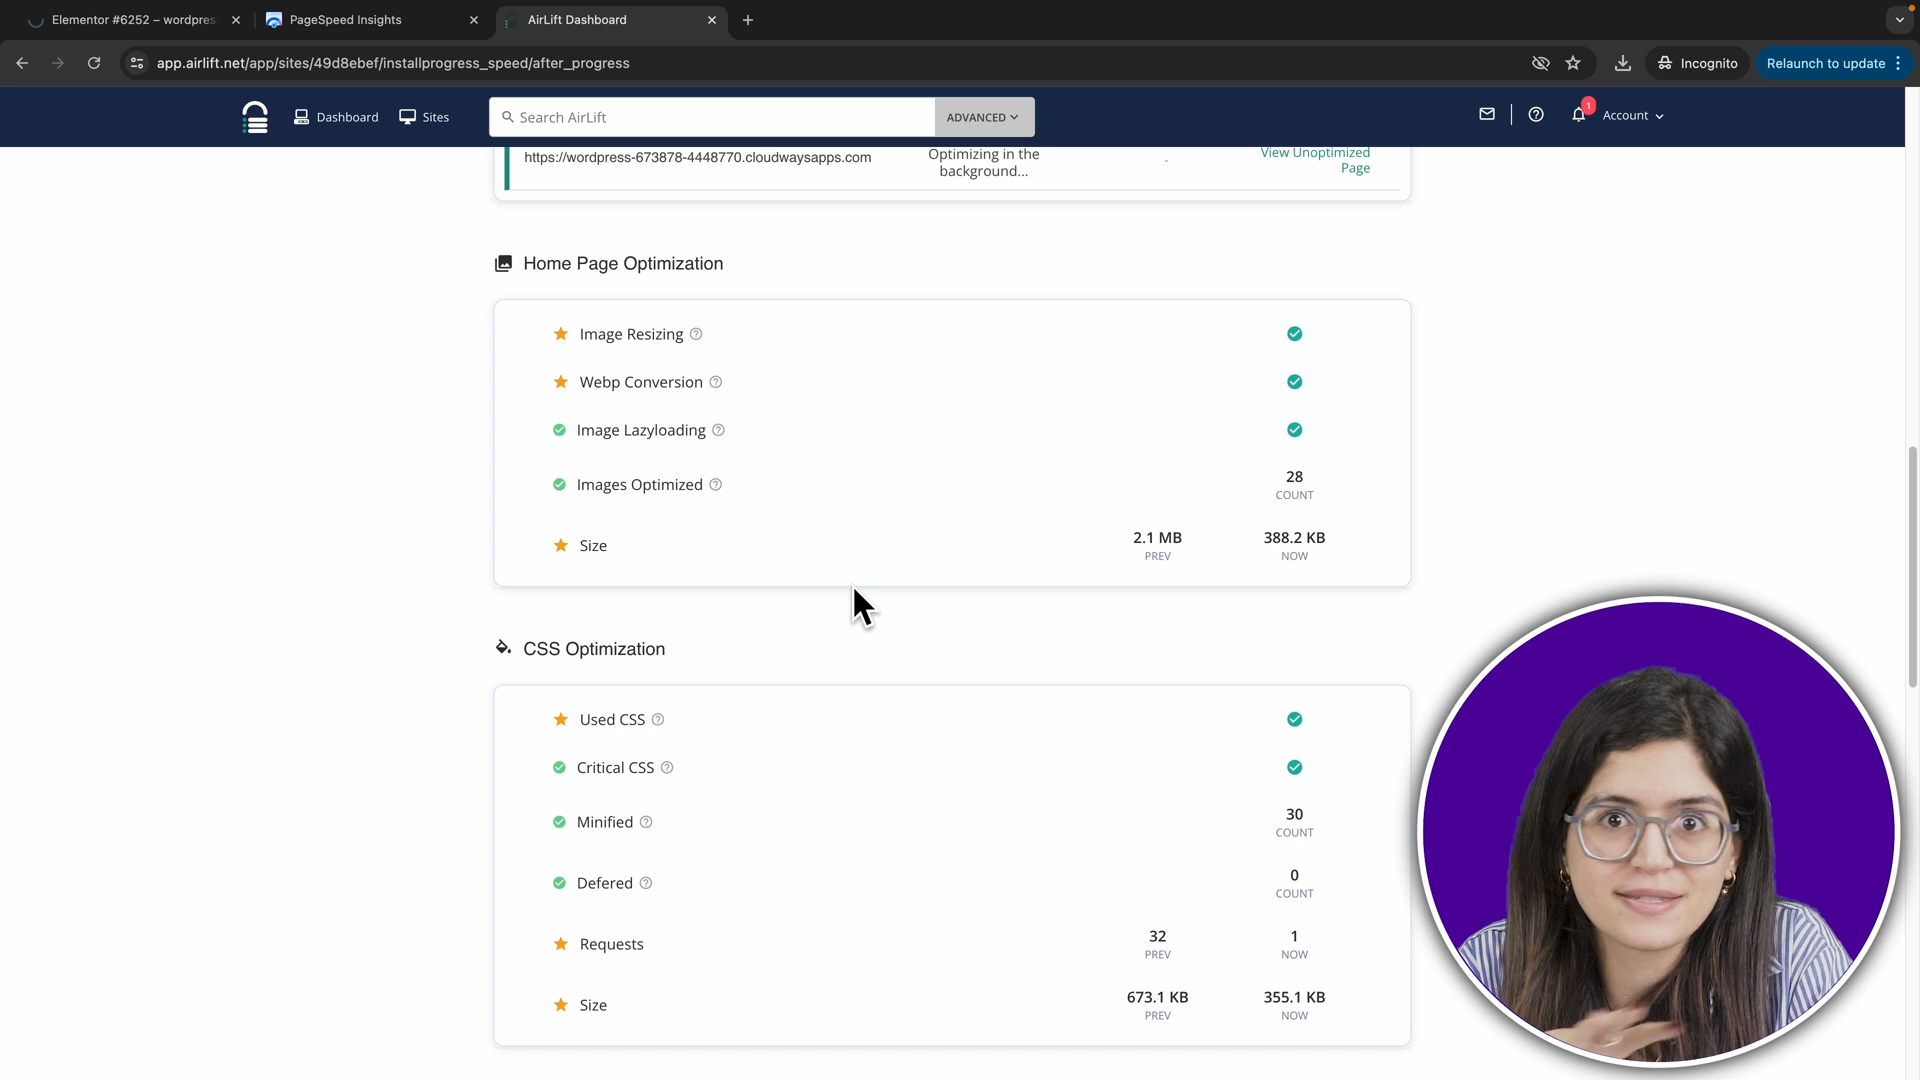 Elementor #6252 – wordpres
PageSpeed Insights
AirLift Dashboard
app.airlift.net/app/sites/49d8ebef/installprogress_speed/after_progress
Incognito
Relaunch to update
Dashboard
Sites
Search AirLift
ADVANCED
1
Account
https://wordpress-673878-4448770.cloudwaysapps.com
Optimizing in the
background...
-
View Unoptimized
Page
Home Page Optimization
Image Resizing
Webp Conversion
Image Lazyloading
Images Optimized
28
COUNT
Size
2.1 MB
PREV
388.2 KB
NOW
CSS Optimization
Used CSS
Critical CSS
Minified
30
COUNT
Defered
0
COUNT
Requests
32
PREV
1
NOW
Size
673.1 KB
PREV
355.1 KB
NOW